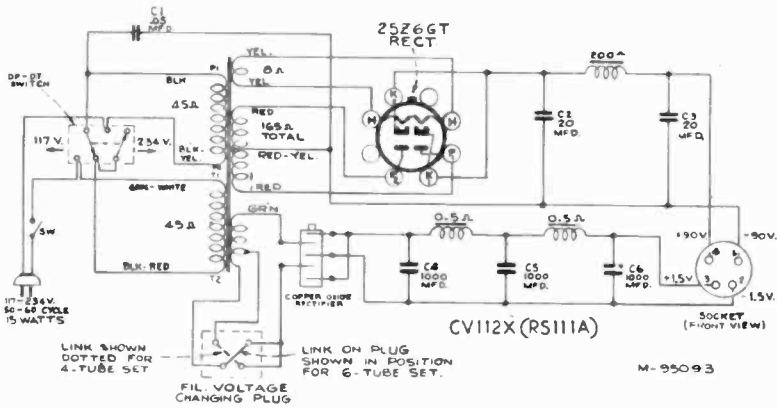 C1
.05
MFD.
25Z6GT
RECT.
YEL.
8Ω
YEL.
200Ω
DP-DT
SWITCH
P1
BLK
45Ω
RED
165Ω
TOTAL
RED-YEL.
RED
H
H
K
K
C2
20
MFD.
C3
20
MFD.
117 V.
234 V.
BLK-
YEL.
T1
GRN-WHITE
45Ω
GRN
SW
BLK-RED
T2
0.5Ω
0.5Ω
+90V.
-90V.
+1.5V.
-1.5V.
3
2
C4
1000
MFD.
C5
1000
MFD.
C6
1000
MFD.
117-234V.
50-60 CYCLE
15 WATTS
COPPER OXIDE
RECTIFIER
CV112X (RS111A)
SOCKET
(FRONT VIEW)
LINK SHOWN
DOTTED FOR
4-TUBE SET
LINK ON PLUG
SHOWN IN POSITION
FOR 6-TUBE SET.
FIL. VOLTAGE
CHANGING PLUG
M-95093